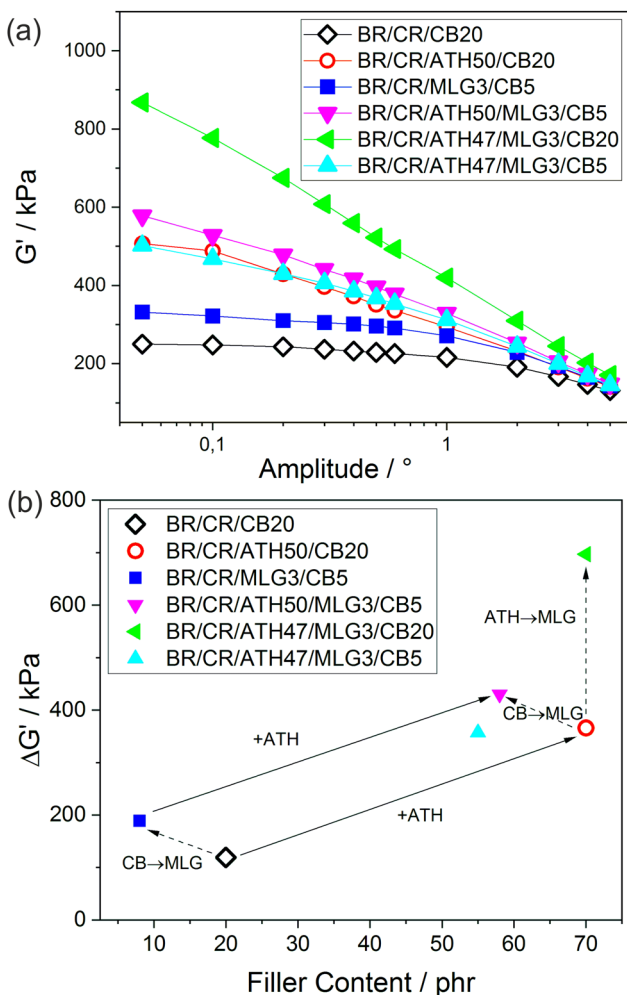 (a)
1000
800
600
400
200
G' / kPa
BR/CR/CB20
BR/CR/ATH50/CB20
BR/CR/MLG3/CB5
BR/CR/ATH50/MLG3/CB5
BR/CR/ATH47/MLG3/CB20
BR/CR/ATH47/MLG3/CB5
0,1
1
Amplitude / °
(b)
800
600
400
200
0
ΔG' / kPa
BR/CR/CB20
BR/CR/ATH50/CB20
BR/CR/MLG3/CB5
BR/CR/ATH50/MLG3/CB5
BR/CR/ATH47/MLG3/CB20
BR/CR/ATH47/MLG3/CB5
ATH→MLG
CB→MLG
+ATH
+ATH
CB→MLG
10
20
30
40
50
60
70
Filler Content / phr